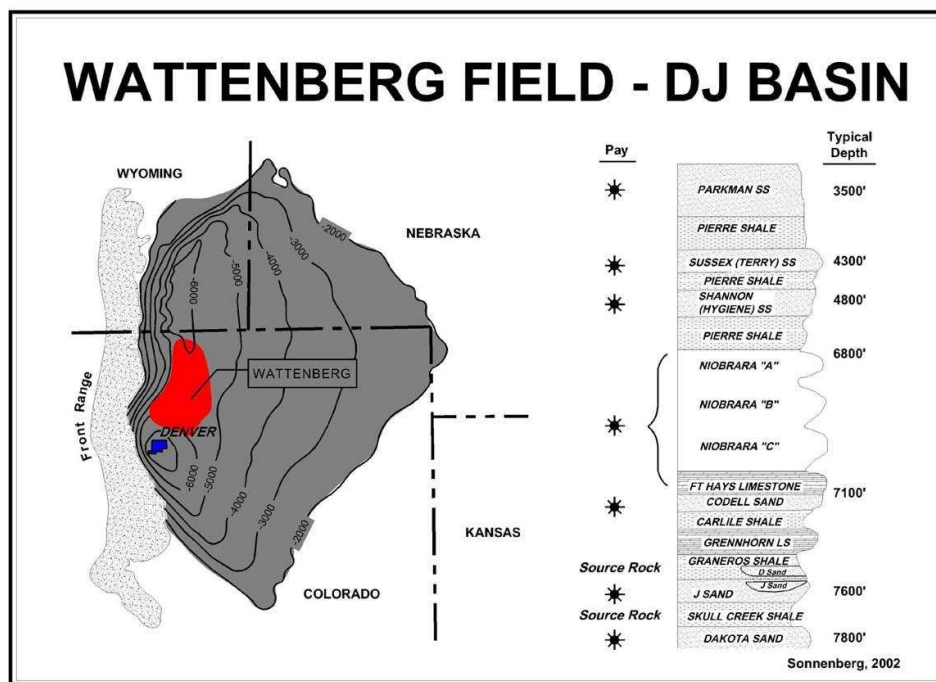 WATTENBERG FIELD - DJ BASIN
WYOMING
NEBRASKA
-2000
-3000
-4000
-5000
-6000
WATTENBERG
Front Range
DENVER
-6000
-5000
-4000
-3000
-2000
KANSAS
COLORADO
Pay
Typical
Depth
PARKMAN SS
3500'
PIERRE SHALE
SUSSEX (TERRY) SS
4300'
PIERRE SHALE
SHANNON
(HYGIENE) SS
4800'
PIERRE SHALE
6800'
NIOBRARA "A"
NIOBRARA "B"
NIOBRARA "C"
FT HAYS LIMESTONE
7100'
CODELL SAND
CARLILE SHALE
GRENNHORN LS
GRANEROS SHALE
Source Rock
D Sand
J Sand
J SAND
7600'
Source Rock
SKULL CREEK SHALE
DAKOTA SAND
7800'
Sonnenberg, 2002